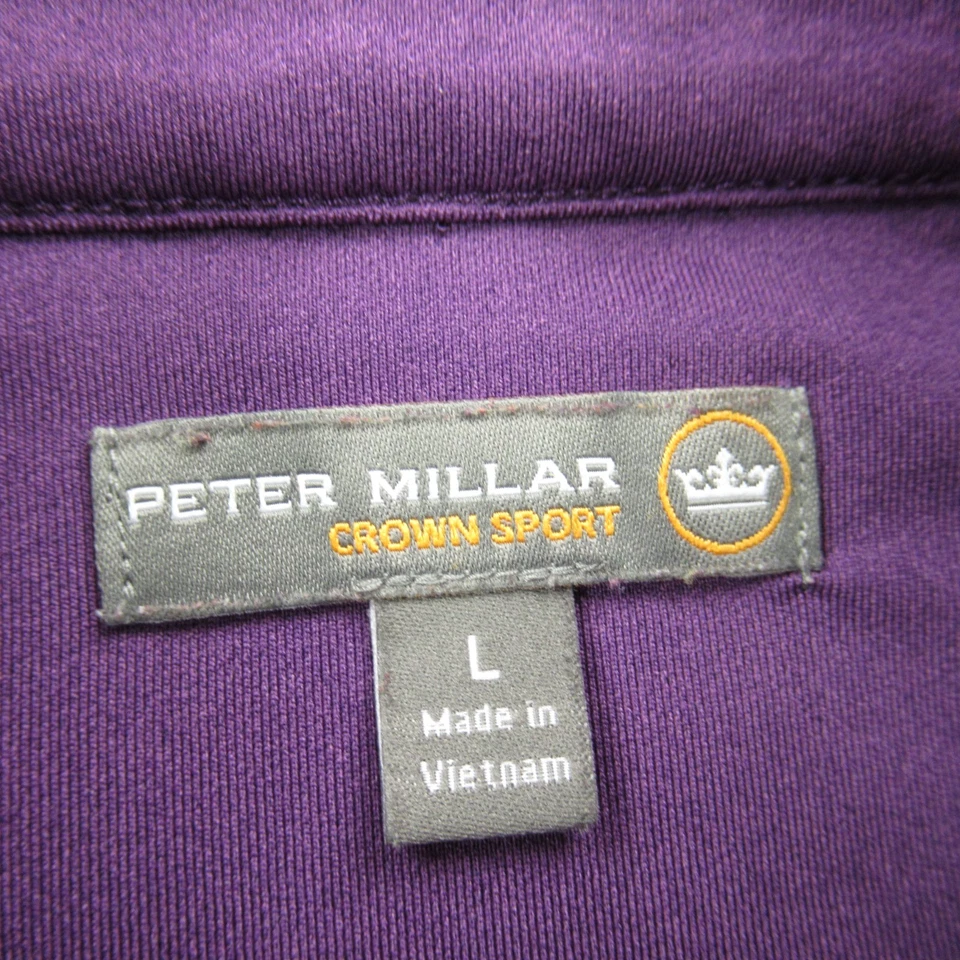 PETER MILLAR
CROWN SPORT
L
Made in
Vietnam